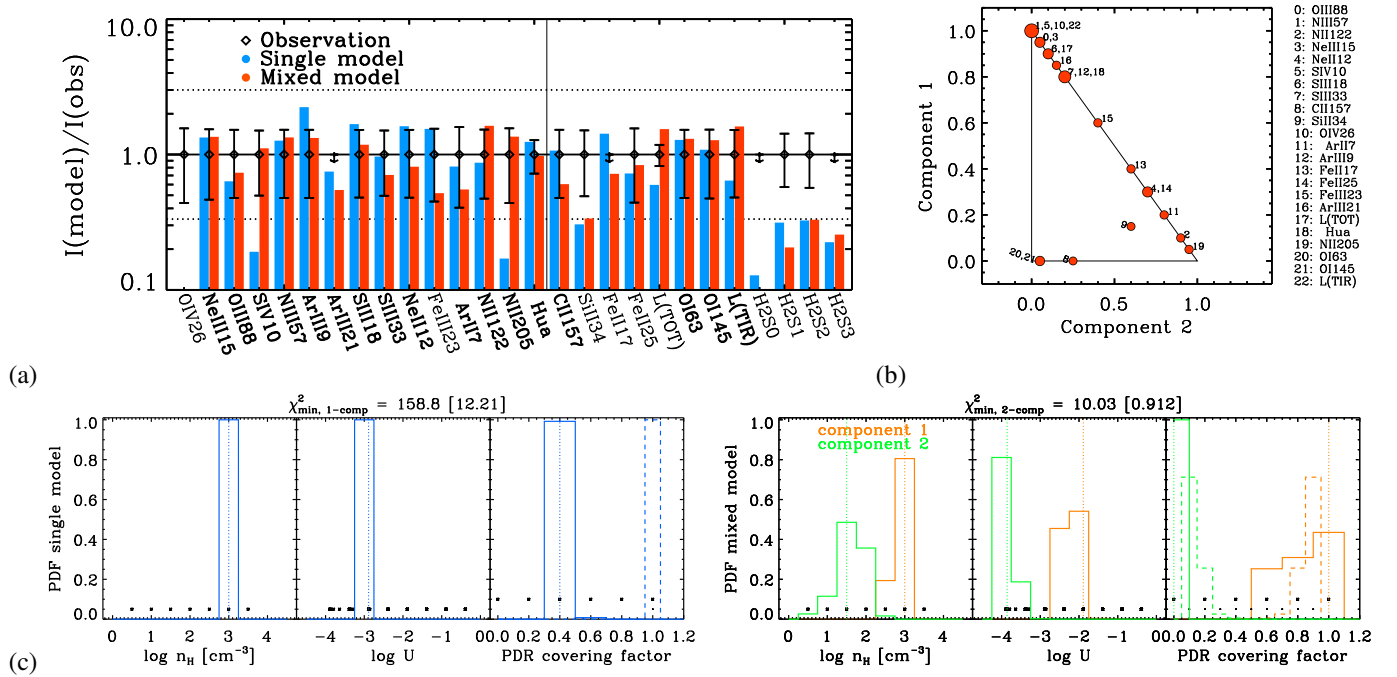 10.0
1.0
0.1
I(model)/I(obs)
Observation
Single model
Mixed model
OIV26
NeIII15
OIII88
SIV10
NIII57
ArIII9
ArIII21
SIII18
SIII33
NeII12
FeIII23
ArII7
NII122
NII205
Hua
CII157
SiII34
FeII17
FeII25
L(TOT)
OI63
OI145
L(TIR)
H2S0
H2S1
H2S2
H2S3
(a)
Component 1
1.0
0.8
0.6
0.4
0.2
0.0
1,5,10,22
0,3
6,17
16
7,12,18
15
13
4,14
11
9
2
19
20,21
8
0.0 0.5 1.0
Component 2
0: OIII88
1: NIII57
2: NII122
3: NeIII15
4: NeII12
5: SIV10
6: SIII18
7: SIII33
8: CII157
9: SiII34
10: OIV26
11: ArII7
12: ArIII9
13: FeII17
14: FeII25
15: FeIII23
16: ArIII21
17: L(TOT)
18: Hua
19: NII205
20: OI63
21: OI145
22: L(TIR)
(b)
χ²min, 1-comp = 158.8 [12.21]
PDF single model
1.0
0.8
0.6
0.4
0.2
0.0
0 1 2 3 4
log nH [cm⁻³]
−4 −3 −2 −1
log U
0.0 0.2 0.4 0.6 0.8 1.0 1.2
PDR covering factor
χ²min, 2-comp = 10.03 [0.912]
component 1
component 2
PDF mixed model
1.0
0.8
0.6
0.4
0.2
0.0
0 1 2 3 4
log nH [cm⁻³]
−4 −3 −2 −1
log U
0.0 0.2 0.4 0.6 0.8 1.0 1.2
PDR covering factor
(c)